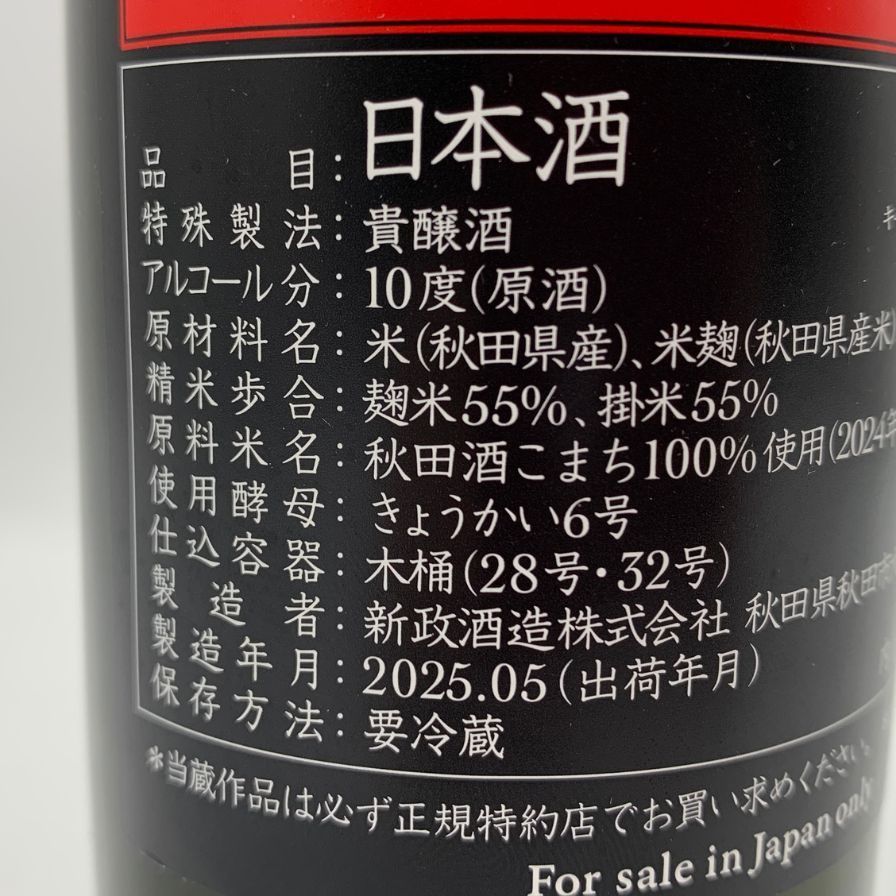 品目：日本酒
特殊製法：貴醸酒
アルコール分：10度(原酒)
原材料名：米(秋田県産)、米麹(秋田県産米)
精米歩合：麹米55%、掛米55%
原料米名：秋田酒こまち100%使用(2024
使用酵母：きょうかい6号
仕込容器：木桶(28号・32号)
製造者：新政酒造株式会社 秋田県秋田市
製造年月：2025.05(出荷年月)
保存方法：要冷蔵
*当蔵作品は必ず正規特約店でお買い求めください。
For sale in Japan only